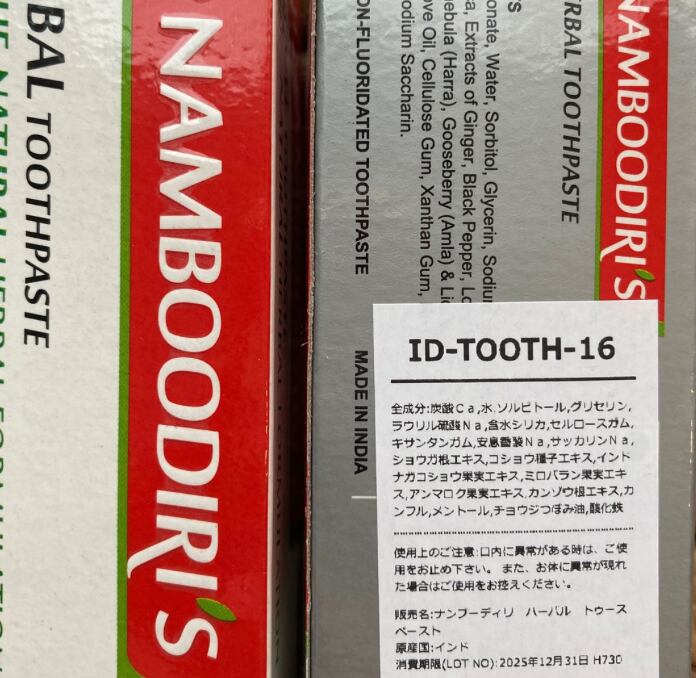 BAL TOOTHPASTE
NAMBOODIRI'S
NAMBOODIRI'S
RBAL TOOTHPASTE
onate, Water, Sorbitol, Glycerin, Sodiu
a, Extracts of Ginger, Black Pepper, Lo
ebula (Harra), Gooseberry (Amla) & Li
ove Oil, Cellulose Gum, Xanthan Gum,
odium Saccharin.
ON-FLUORIDATED TOOTHPASTE
MADE IN INDIA
ID-TOOTH-16
全成分:炭酸Ca,水,ソルビトール,グリセリン,
ラウリル硫酸Na,含水シリカ,セルロースガム,
キサンタンガム,安息香酸Na,サッカリンNa,
ショウガ根エキス,コショウ種子エキス,インド
ナガコショウ果実エキス,ミロバラン果実エキ
ス,アンマロク果実エキス,カンゾウ根エキス,カ
ンフル,メントール,チョウジつぼみ油,酸化鉄
使用上のご注意:口内に異常がある時は、ご使
用をお止め下さい。また、お体に異常が現れ
た場合はご使用をお控えください。
販売名:ナンブーディリ ハーバル トゥース
ペースト
原産国:インド
消費期限(LOT NO):2025年12月31日 H730